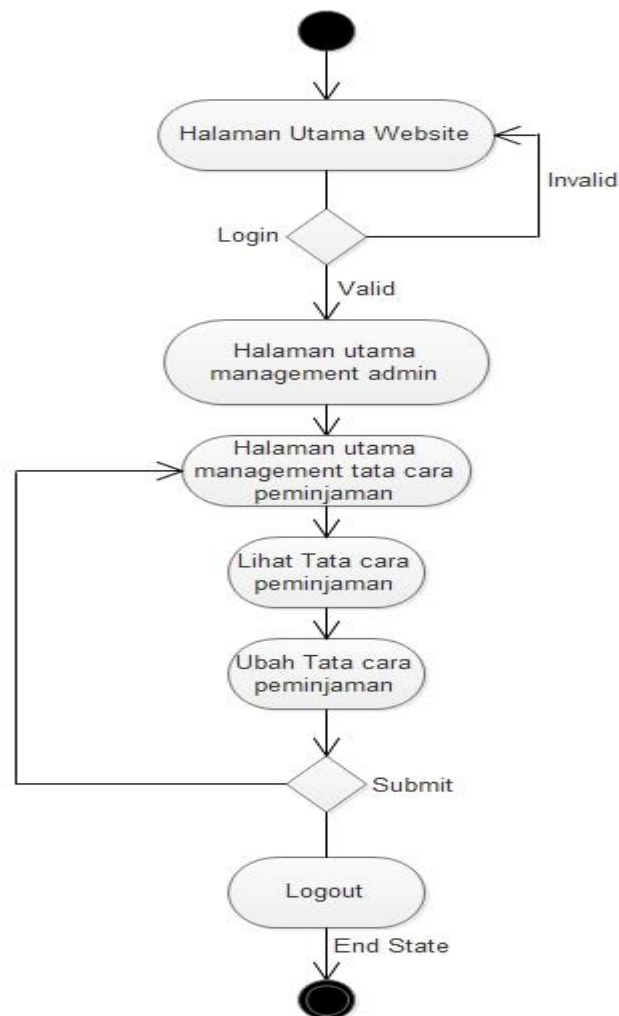 Halaman Utama Website
Invalid
Login
Valid
Halaman utama
management admin
Halaman utama
management tata cara
peminjaman
Lihat Tata cara
peminjaman
Ubah Tata cara
peminjaman
Submit
Logout
End State